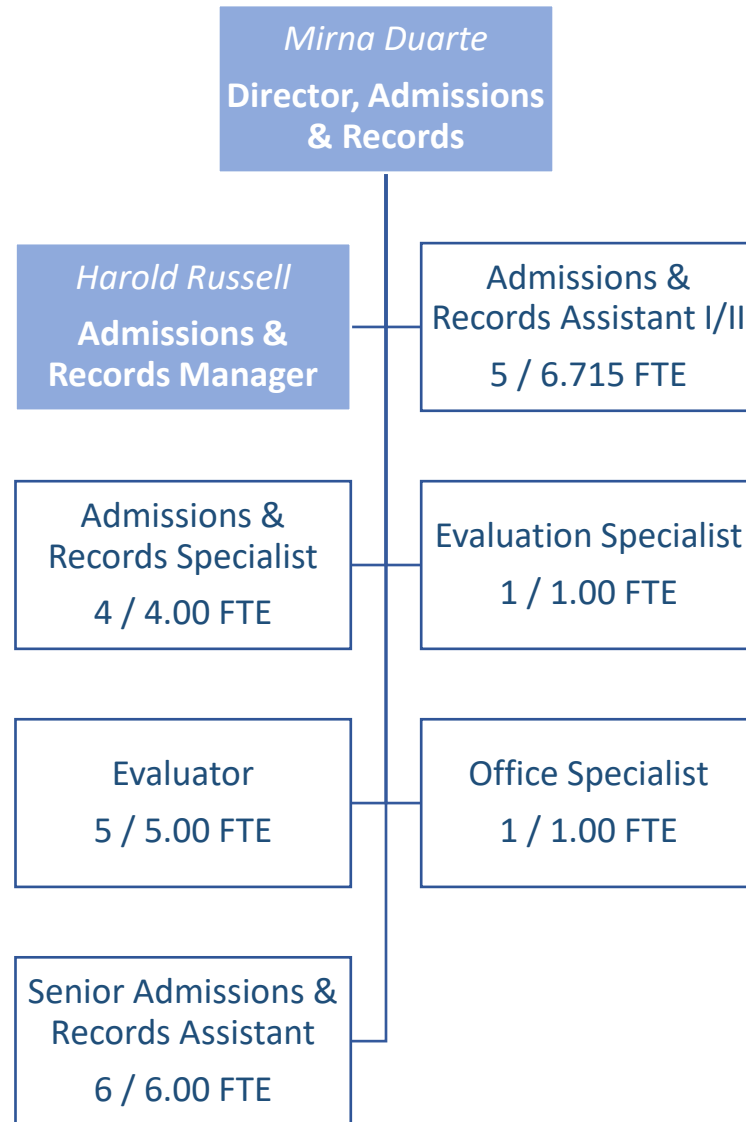 Mirna Duarte
Director, Admissions
& Records
Harold Russell
Admissions &
Records Manager
Admissions &
Records Assistant I/II
5 / 6.715 FTE
Admissions &
Records Specialist
4 / 4.00 FTE
Evaluation Specialist
1 / 1.00 FTE
Evaluator
5 / 5.00 FTE
Office Specialist
1 / 1.00 FTE
Senior Admissions &
Records Assistant
6 / 6.00 FTE